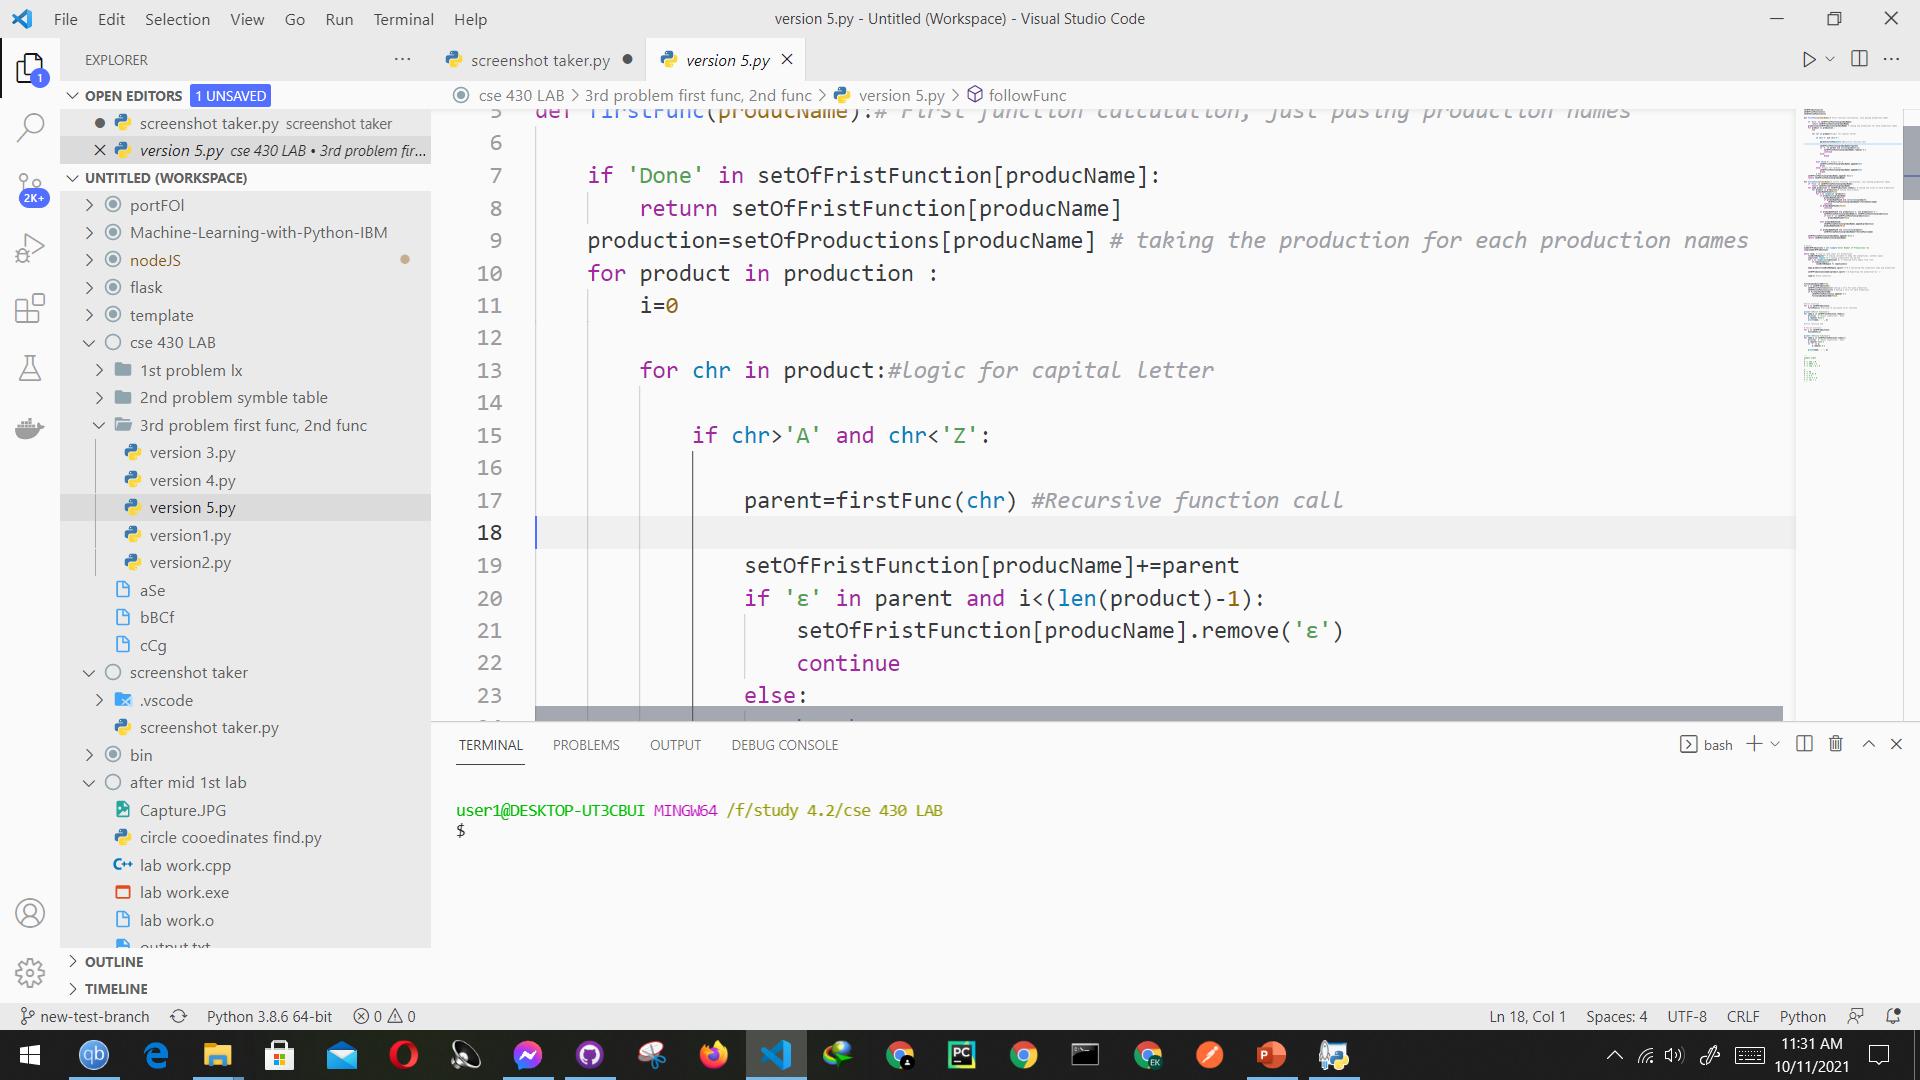 File Edit Selection View Go Run Terminal Help
version 5.py - Untitled (Workspace) - Visual Studio Code
EXPLORER
screenshot taker.py
version 5.py
OPEN EDITORS 1 UNSAVED
cse 430 LAB > 3rd problem first func, 2nd func > version 5.py > followFunc
screenshot taker.py screenshot taker
version 5.py cse 430 LAB • 3rd problem fir...
UNTITLED (WORKSPACE)
portFOl
Machine-Learning-with-Python-IBM
nodeJS
flask
template
cse 430 LAB
1st problem lx
2nd problem symble table
3rd problem first func, 2nd func
version 3.py
version 4.py
version 5.py
version1.py
version2.py
aSe
bBCf
cCg
screenshot taker
.vscode
screenshot taker.py
bin
after mid 1st lab
Capture.JPG
circle cooedinates find.py
lab work.cpp
lab work.exe
lab work.o
output.txt
OUTLINE
TIMELINE
1
2K+
5 def firstFunc(producName):# First function calculation, just pasing production names
6
7 if 'Done' in setOfFristFunction[producName]:
8 return setOfFristFunction[producName]
9 production=setOfProductions[producName] # taking the production for each production names
10 for product in production :
11 i=0
12
13 for chr in product:#logic for capital letter
14
15 if chr>'A' and chr<'Z':
16
17 parent=firstFunc(chr) #Recursive function call
18
19 setOfFristFunction[producName]+=parent
20 if 'ε' in parent and i<(len(product)-1):
21 setOfFristFunction[producName].remove('ε')
22 continue
23 else:
TERMINAL PROBLEMS OUTPUT DEBUG CONSOLE
bash
user1@DESKTOP-UT3CBUI MINGW64 /f/study 4.2/cse 430 LAB
$
new-test-branch Python 3.8.6 64-bit 0 0
Ln 18, Col 1 Spaces: 4 UTF-8 CRLF Python
11:31 AM
10/11/2021